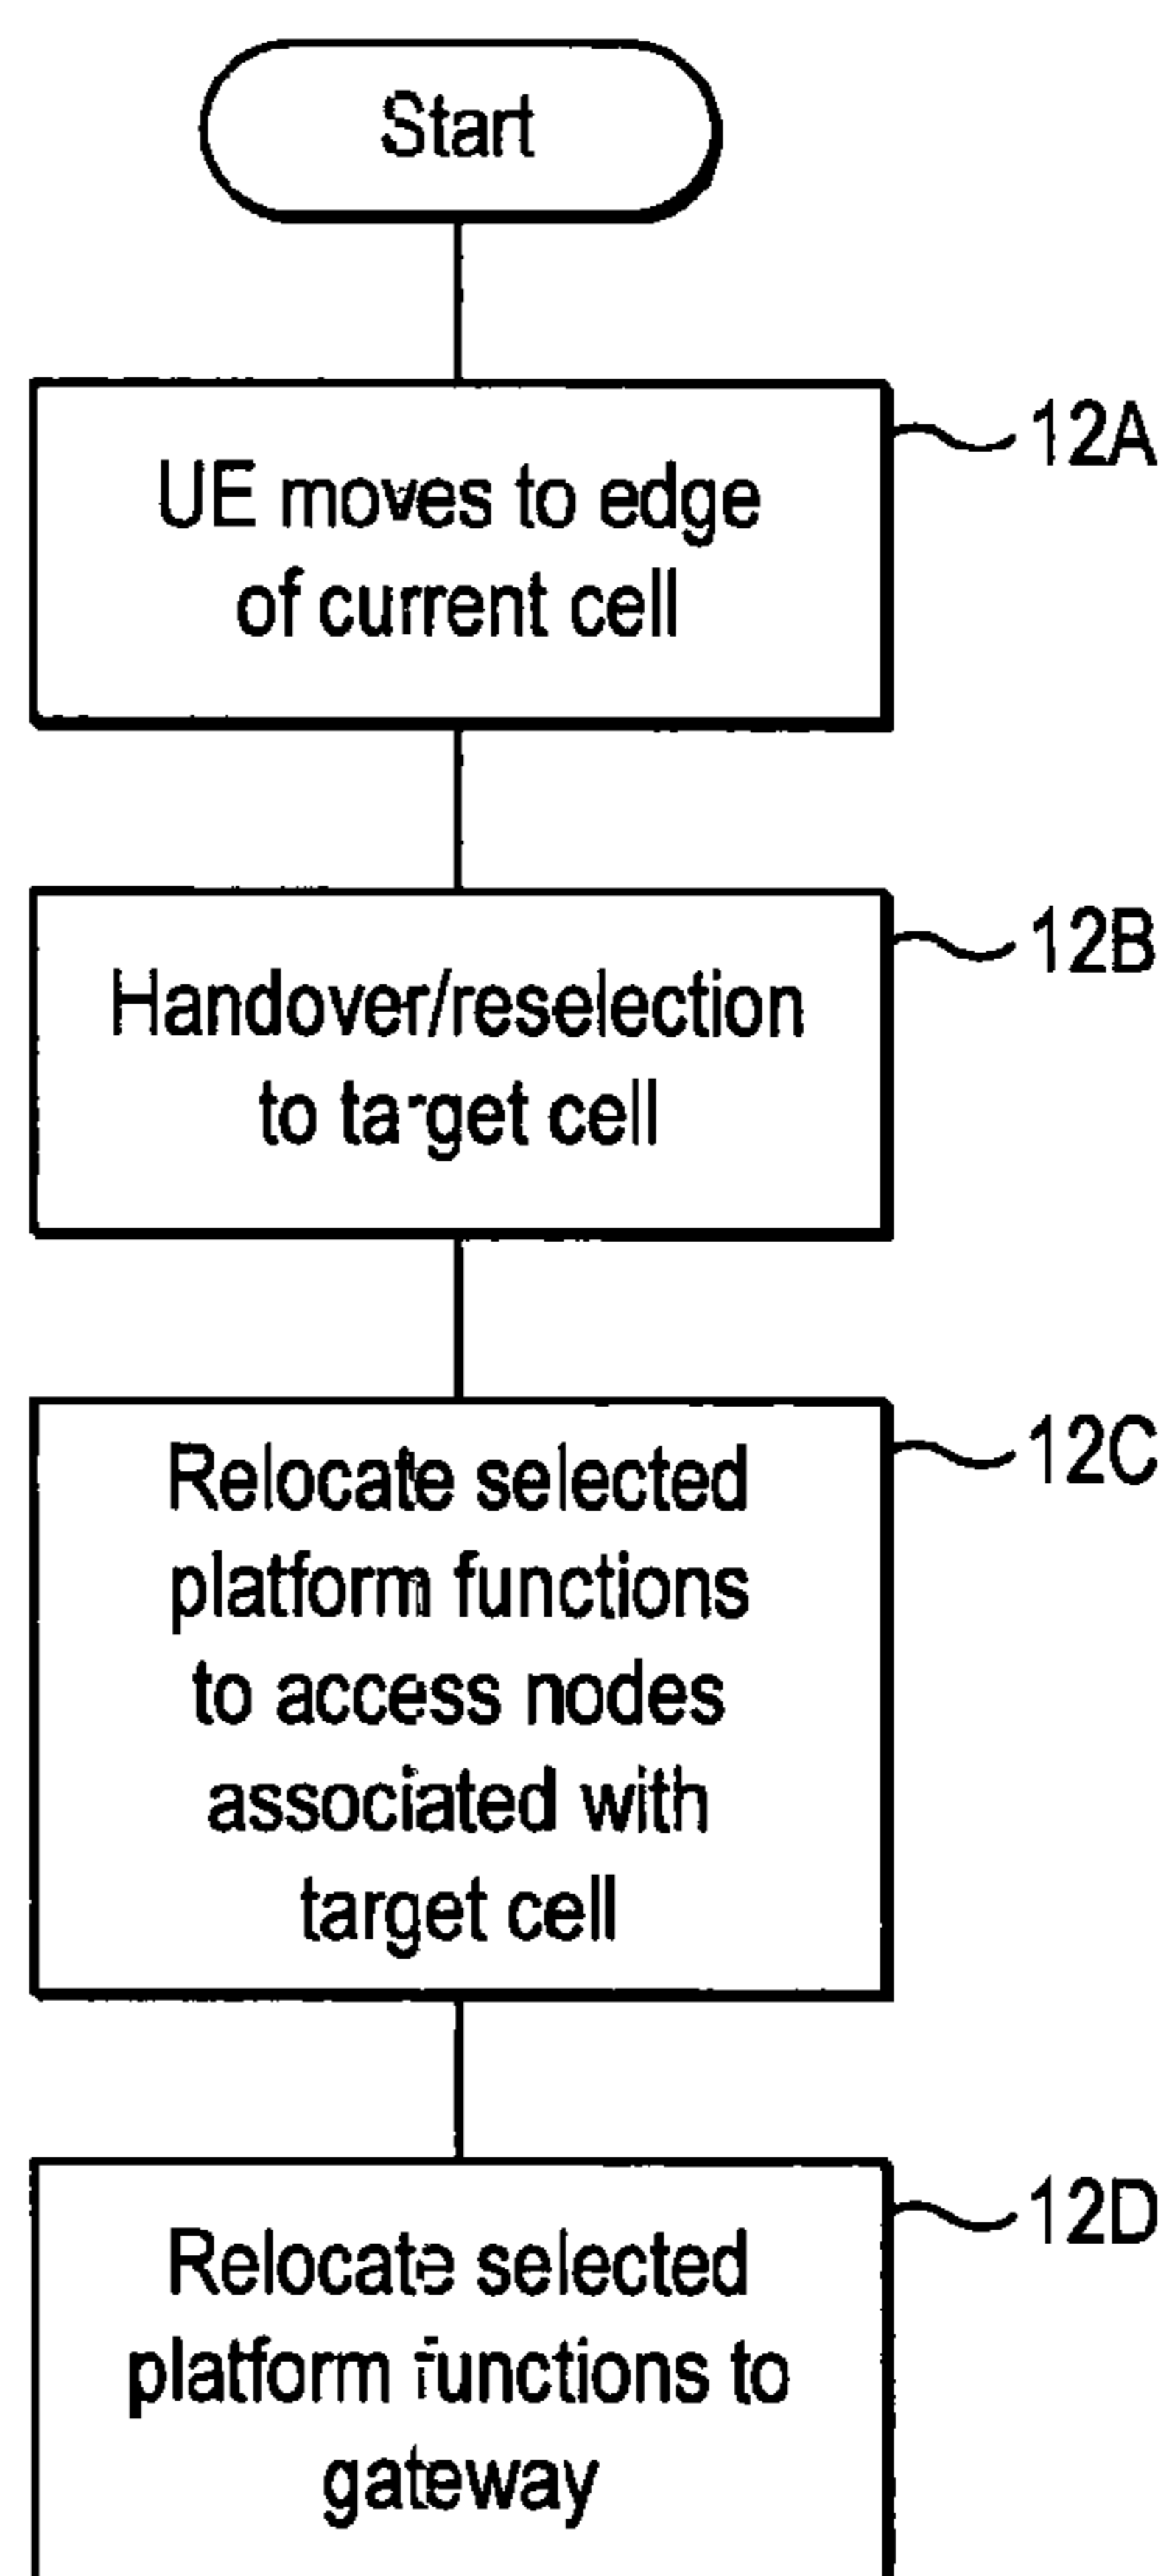 Start
12A
UE moves to edge
of current cell
12B
Handover/reselection
to target cell
12C
Relocate selected
platform functions
to access nodes
associated with
target cell
12D
Relocate selected
platform functions to
gateway